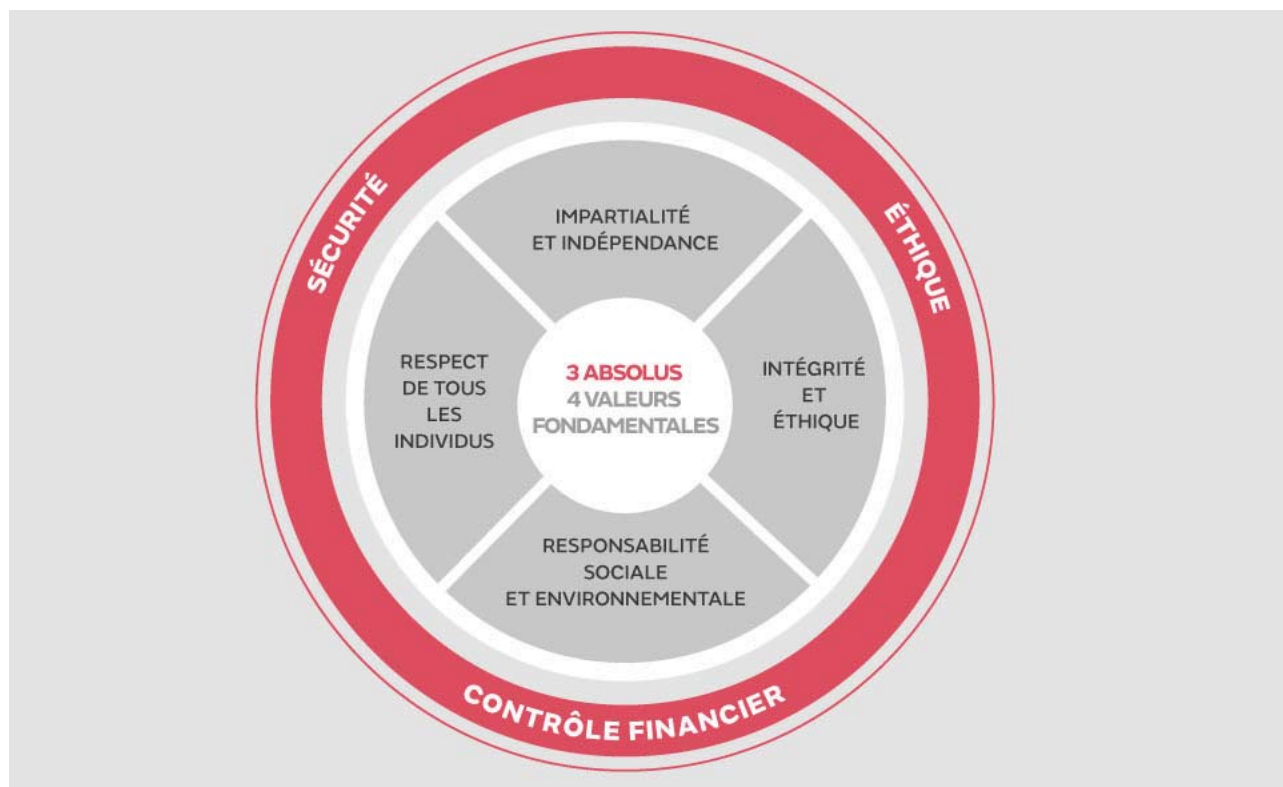 SÉCURITÉ
ÉTHIQUE
IMPARTIALITÉ
ET INDÉPENDANCE
RESPECT
DE TOUS
LES
INDIVIDUS
3 ABSOLUS
4 VALEURS
FONDAMENTALES
INTÉGRITÉ
ET
ÉTHIQUE
RESPONSABILITÉ
SOCIALE
ET ENVIRONNEMENTALE
CONTRÔLE FINANCIER